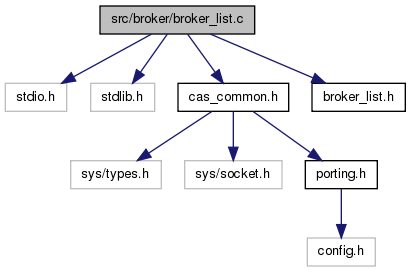 src/broker/broker_list.c
stdio.h
stdlib.h
cas_common.h
broker_list.h
sys/types.h
sys/socket.h
porting.h
config.h